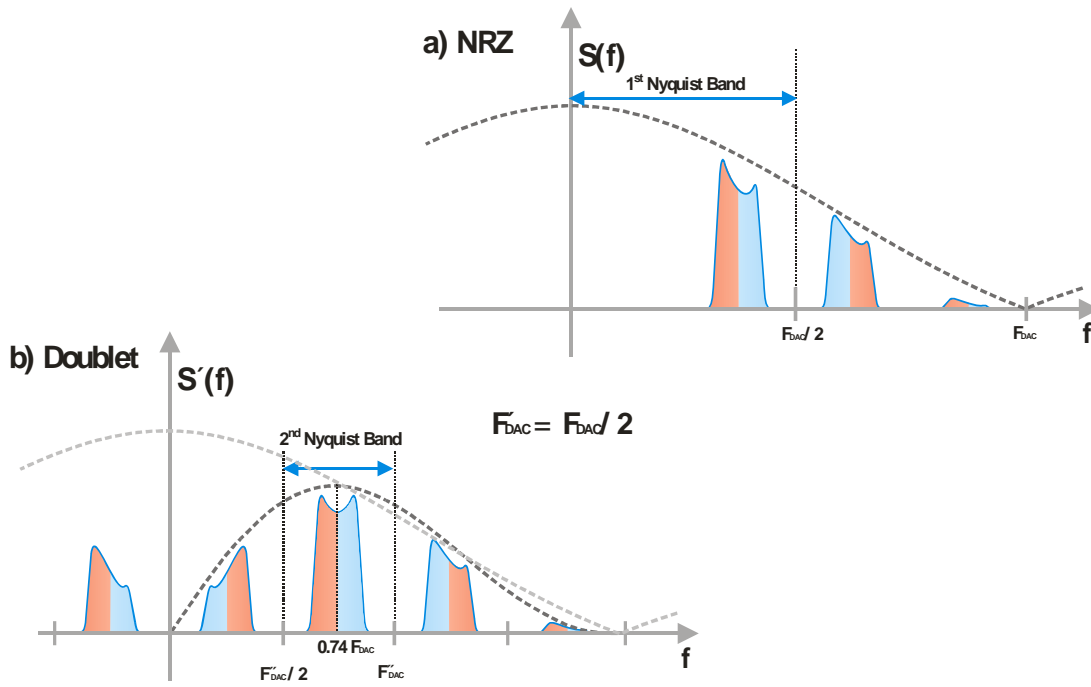 a) NRZ
S(f)
1st Nyquist Band
FDAC/ 2
FDAC
f
b) Doublet
S´(f)
F´DAC = FDAC/ 2
2nd Nyquist Band
0.74 F´DAC
F´DAC/ 2
F´DAC
f